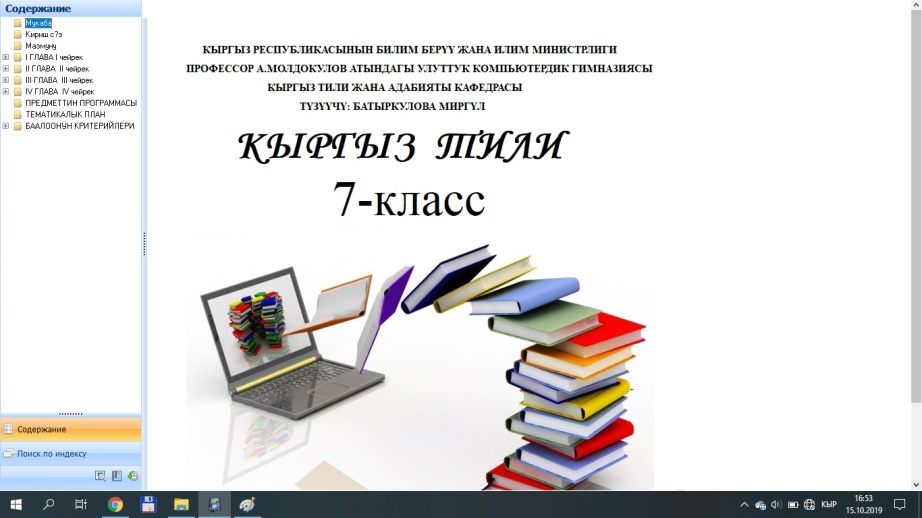 Содержание
Мукаба
Кириш с?з
Мазмуну
I ГЛАВА I чейрек
II ГЛАВА II чейрек
III ГЛАВА III чейрек
IV ГЛАВА IV чейрек
ПРЕДМЕТТИН ПРОГРАММАСЫ
ТЕМАТИКАЛЫК ПЛАН
БААЛООНУН КРИТЕРИЙЛЕРИ
Содержание
Поиск по индексу
КЫРГЫЗ РЕСПУБЛИКАСЫНЫН БИЛИМ БЕРҮҮ ЖАНА ИЛИМ МИНИСТРЛИГИ
ПРОФЕССОР А.МОЛДОКУЛОВ АТЫНДАГЫ УЛУТТУК КОМПЬЮТЕРДИК ГИМНАЗИЯСЫ
КЫРГЫЗ ТИЛИ ЖАНА АДАБИЯТЫ КАФЕДРАСЫ
ТҮЗҮҮЧҮ: БАТЫРКУЛОВА МИРГҮЛ
КЫРГЫЗ ТИЛИ
7-класс
КЫР
16:53
15.10.2019